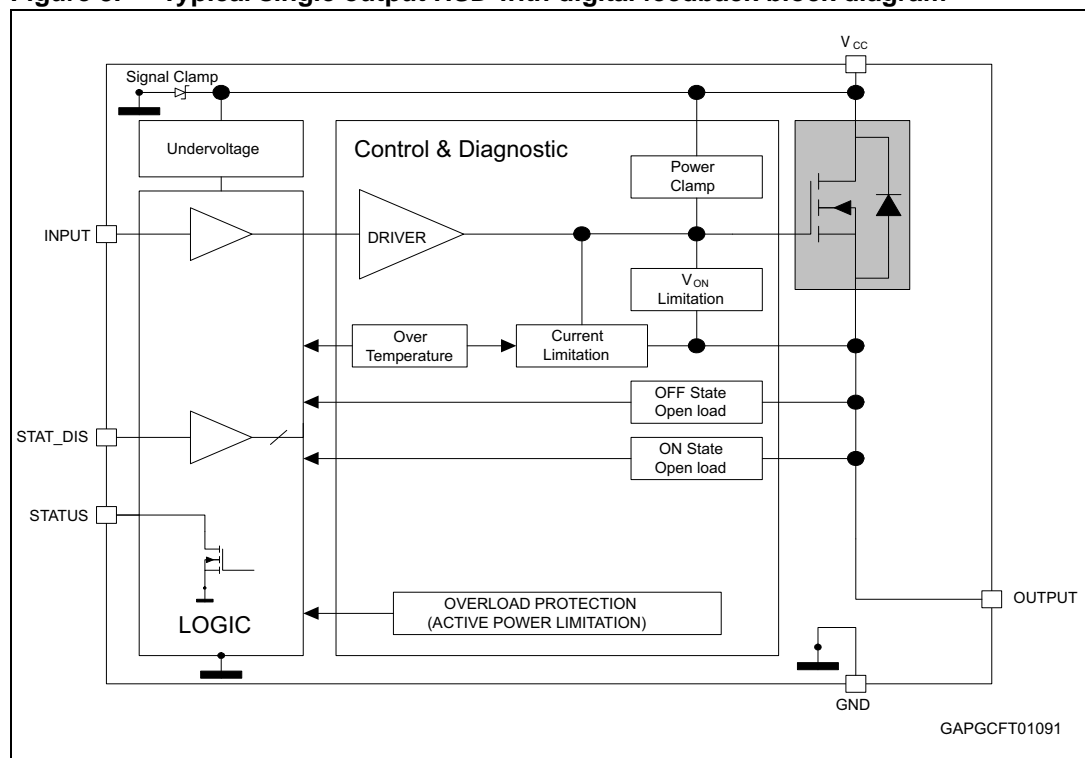 Typical single output HSD with digital feedback block diagram
V CC
Signal Clamp
Undervoltage
Control & Diagnostic
Power
Clamp
INPUT
DRIVER
V ON
Limitation
Over
Temperature
Current
Limitation
OFF State
Open load
STAT_DIS
ON State
Open load
STATUS
OVERLOAD PROTECTION
(ACTIVE POWER LIMITATION)
LOGIC
OUTPUT
GND
GAPGCFT01091